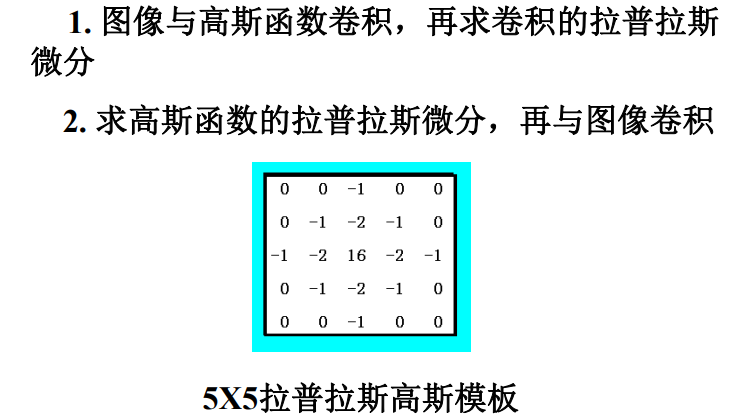 1. 图像与高斯函数卷积，再求卷积的拉普拉斯
微分
2. 求高斯函数的拉普拉斯微分，再与图像卷积
0 0 -1 0 0
0 -1 -2 -1 0
-1 -2 16 -2 -1
0 -1 -2 -1 0
0 0 -1 0 0
5X5拉普拉斯高斯模板